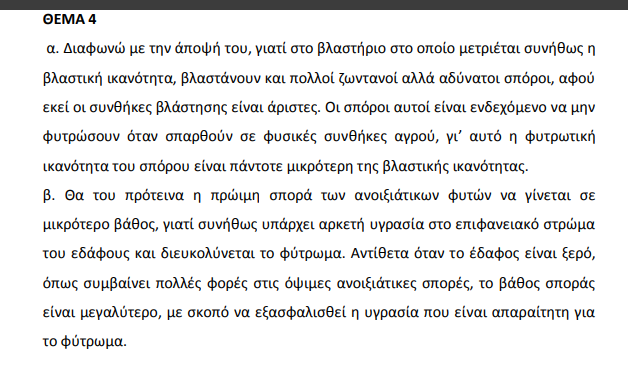 ΘΕΜΑ 4
α. Διαφωνώ με την άποψή του, γιατί στο βλαστήριο στο οποίο μετριέται συνήθως η
βλαστική ικανότητα, βλαστάνουν και πολλοί ζωντανοί αλλά αδύνατοι σπόροι, αφού
εκεί οι συνθήκες βλάστησης είναι άριστες. Οι σπόροι αυτοί είναι ενδεχόμενο να μην
φυτρώσουν όταν σπαρθούν σε φυσικές συνθήκες αγρού, γι’ αυτό η φυτρωτική
ικανότητα του σπόρου είναι πάντοτε μικρότερη της βλαστικής ικανότητας.
β. Θα του πρότεινα η πρώιμη σπορά των ανοιξιάτικων φυτών να γίνεται σε
μικρότερο βάθος, γιατί συνήθως υπάρχει αρκετή υγρασία στο επιφανειακό στρώμα
του εδάφους και διευκολύνεται το φύτρωμα. Αντίθετα όταν το έδαφος είναι ξερό,
όπως συμβαίνει πολλές φορές στις όψιμες ανοιξιάτικες σπορές, το βάθος σποράς
είναι μεγαλύτερο, με σκοπό να εξασφαλισθεί η υγρασία που είναι απαραίτητη για
το φύτρωμα.